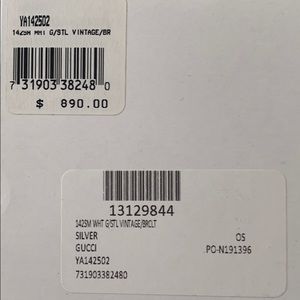 YA142502
142SM WHT G/STL VINTAGE/BR
7 31903 38248 0
$ 890.00
13129844
142SM WHT G/STL VINTAGE/BRCLT
SILVER OS
GUCCI PO-N191396
YA142502
731903382480